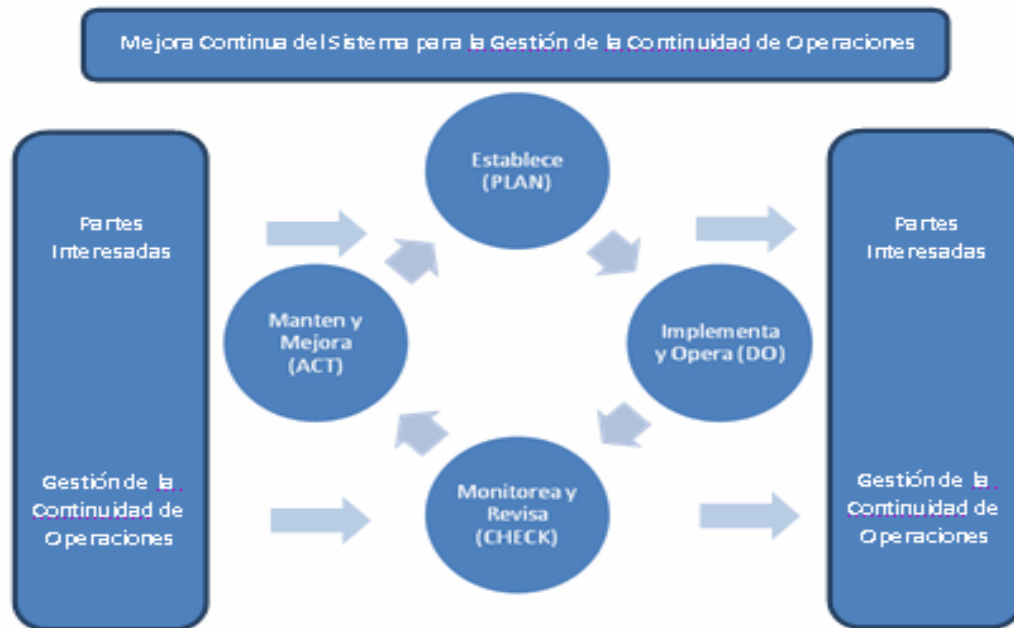 Mejora Continua del Sistema para la Gestión de la Continuidad de Operaciones
Establece
(PLAN)
Partes
Interesadas
Partes
Interesadas
Manten y
Mejora
(ACT)
Implementa
y Opera (DO)
Gestión de la
Continuidad de
Operaciones
Monitorea y
Revisa
(CHECK)
Gestión de la
Continuidad de
Operaciones